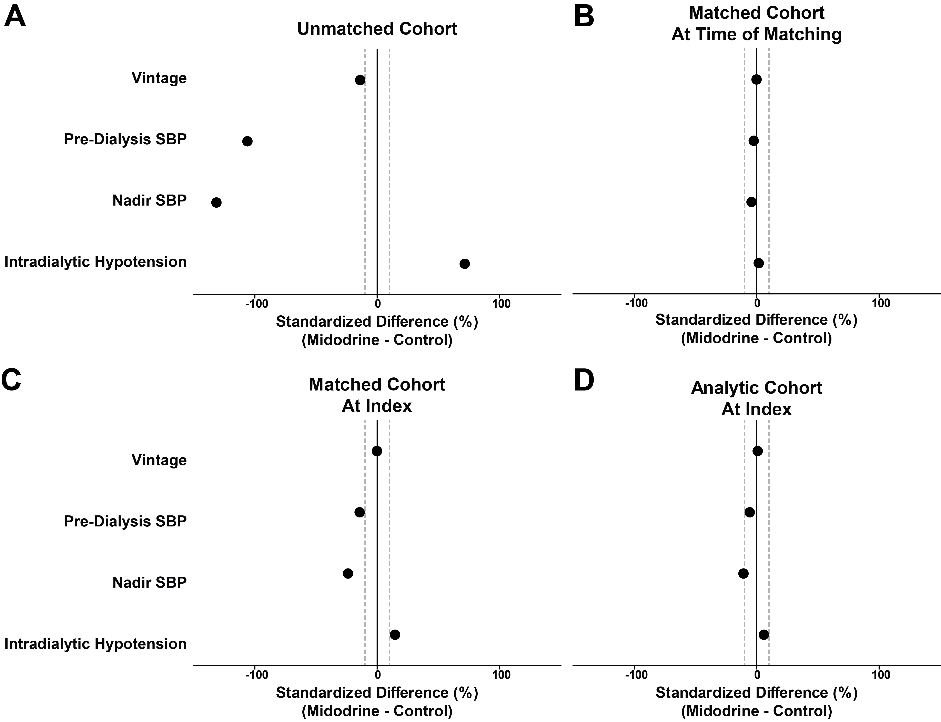 A
Unmatched Cohort
Vintage
Pre-Dialysis SBP
Nadir SBP
Intradialytic Hypotension
-100 0 100
Standardized Difference (%)
(Midodrine - Control)
B
Matched Cohort
At Time of Matching
-100 0 100
Standardized Difference (%)
(Midodrine - Control)
C
Matched Cohort
At Index
Vintage
Pre-Dialysis SBP
Nadir SBP
Intradialytic Hypotension
-100 0 100
Standardized Difference (%)
(Midodrine - Control)
D
Analytic Cohort
At Index
-100 0 100
Standardized Difference (%)
(Midodrine - Control)